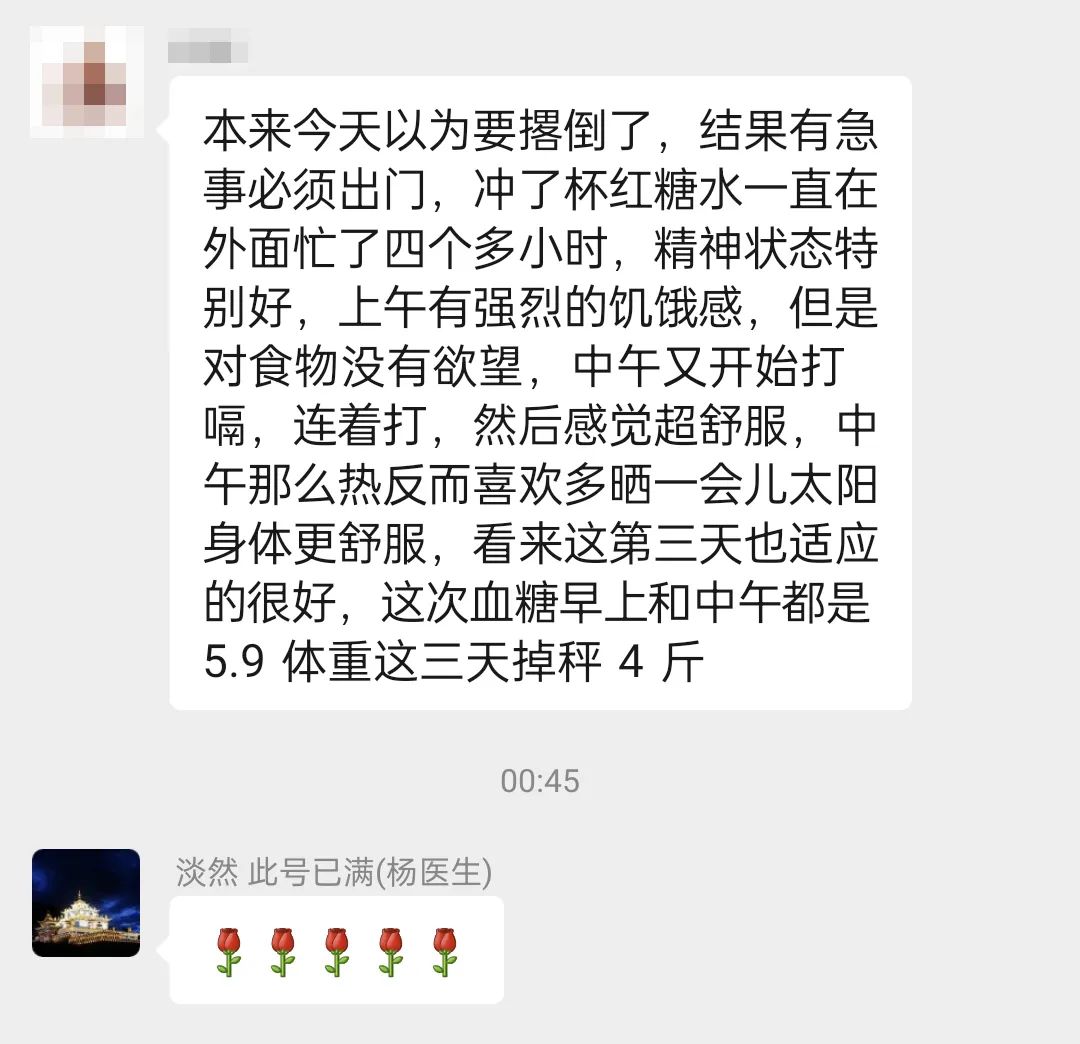 本来今天以为要撂倒了，结果有急
事必须出门，冲了杯红糖水一直在
外面忙了四个多小时，精神状态特
别好，上午有强烈的饥饿感，但是
对食物没有欲望，中午又开始打
嗝，连着打，然后感觉超舒服，中
午那么热反而喜欢多晒一会儿太阳
身体更舒服，看来这第三天也适应
的很好，这次血糖早上和中午都是
5.9 体重这三天掉秤 4 斤
00:45
淡然 此号已满(杨医生)